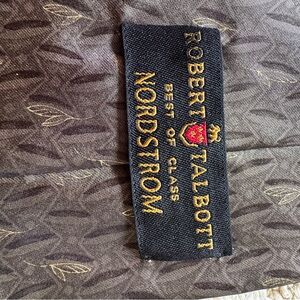 ROBERT TALBOTT
BEST OF CLASS
NORDSTROM